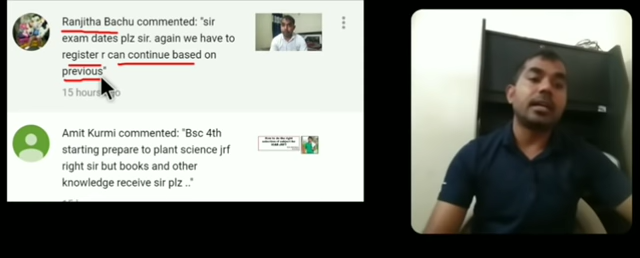 Ranjitha Bachu commented: "sir
exam dates plz sir. again we have to
register r can continue based on
previous"
15 hours ago
Amit Kurmi commented: "Bsc 4th
starting prepare to plant science jrf
right sir but books and other
knowledge receive sir plz .."